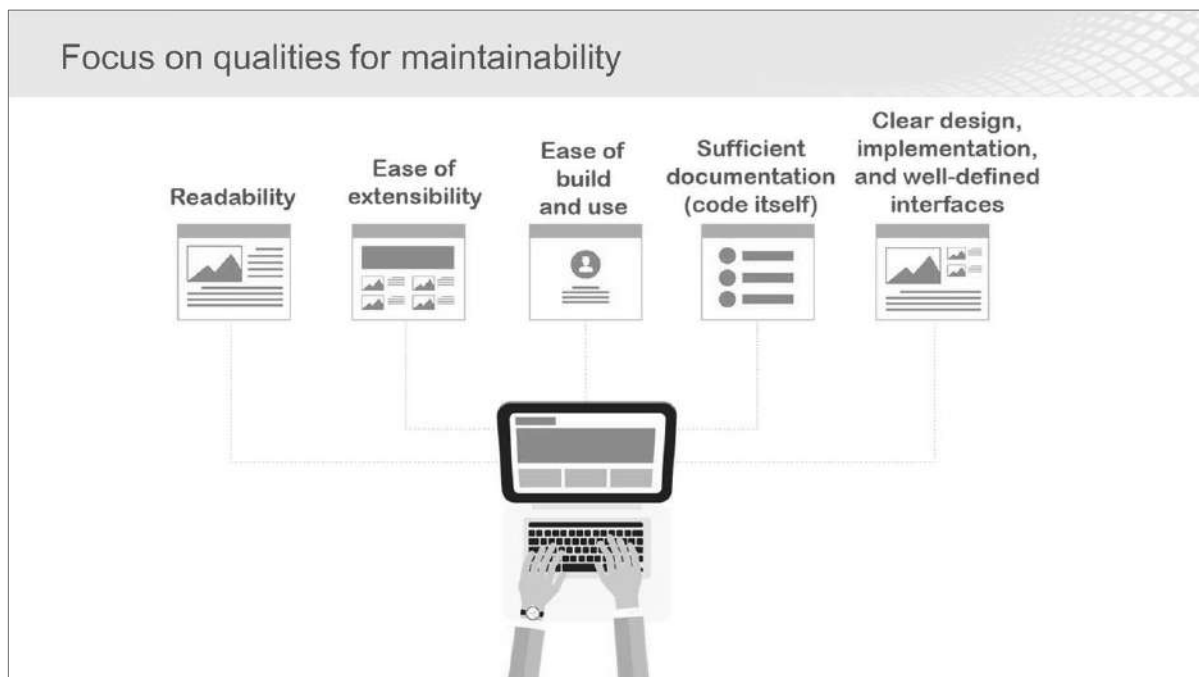 Focus on qualities for maintainability
Readability
Ease of
extensibility
Ease of
build
and use
Sufficient
documentation
(code itself)
Clear design,
implementation,
and well-defined
interfaces